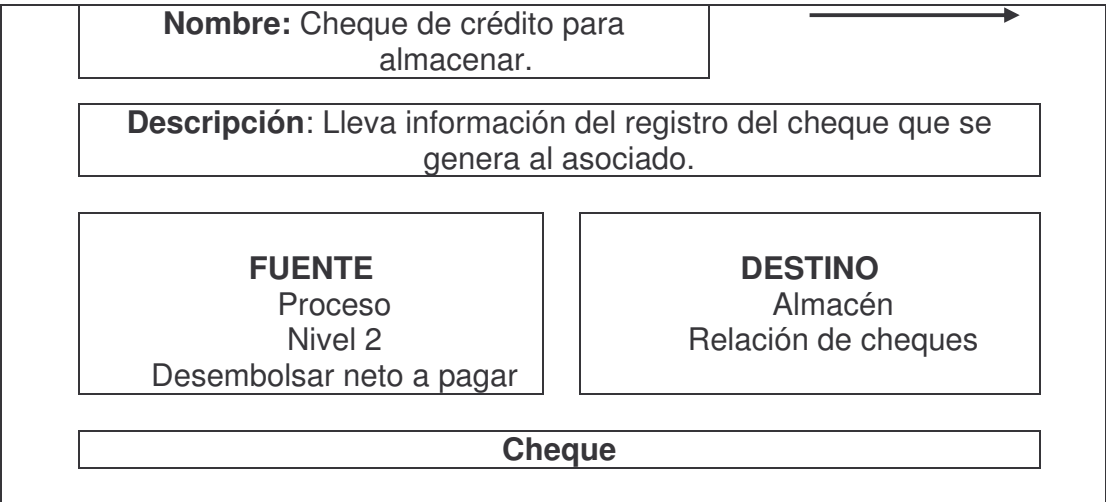 Nombre: Cheque de crédito para
almacenar.
Descripción: Lleva información del registro del cheque que se
genera al asociado.
FUENTE
Proceso
Nivel 2
Desembolsar neto a pagar
DESTINO
Almacén
Relación de cheques
Cheque